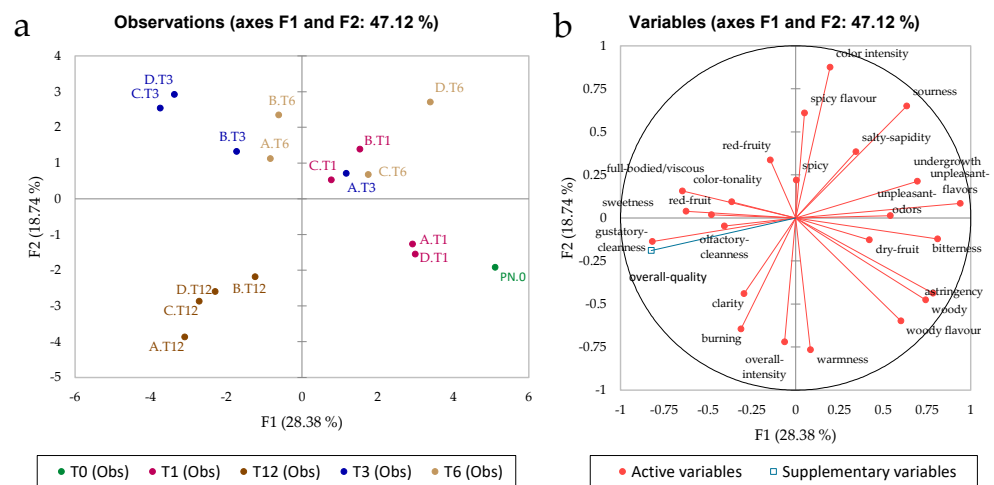 a
Observations (axes F1 and F2: 47.12 %)
4
3
2
1
0
-1
-2
-3
-4
-5
F2 (18.74 %)
D.T3
C.T3
B.T3
B.T6
A.T6
D.T6
B.T1
C.T1
A.T3
C.T6
A.T1
D.T1
PN.0
B.T12
D.T12
C.T12
A.T12
-6
-4
-2
0
2
4
6
F1 (28.38 %)
T0 (Obs)
T1 (Obs)
T12 (Obs)
T3 (Obs)
T6 (Obs)
b
Variables (axes F1 and F2: 47.12 %)
1
0.75
0.5
0.25
0
-0.25
-0.5
-0.75
-1
F2 (18.74 %)
color intensity
sourness
spicy flavour
salty-sapidity
red-fruity
spicy
full-bodied/viscous
color-tonality
undergrowth
unpleasant-
flavors
unpleasant-
odors
sweetness
red-fruit
gustatory-
cleanness
olfactory-
cleanness
dry-fruit
bitterness
overall-quality
clarity
astringency
woody
woody flavour
burning
overall-
intensity
warmness
-1
-0.75
-0.5
-0.25
0
0.25
0.5
0.75
1
F1 (28.38 %)
Active variables
Supplementary variables